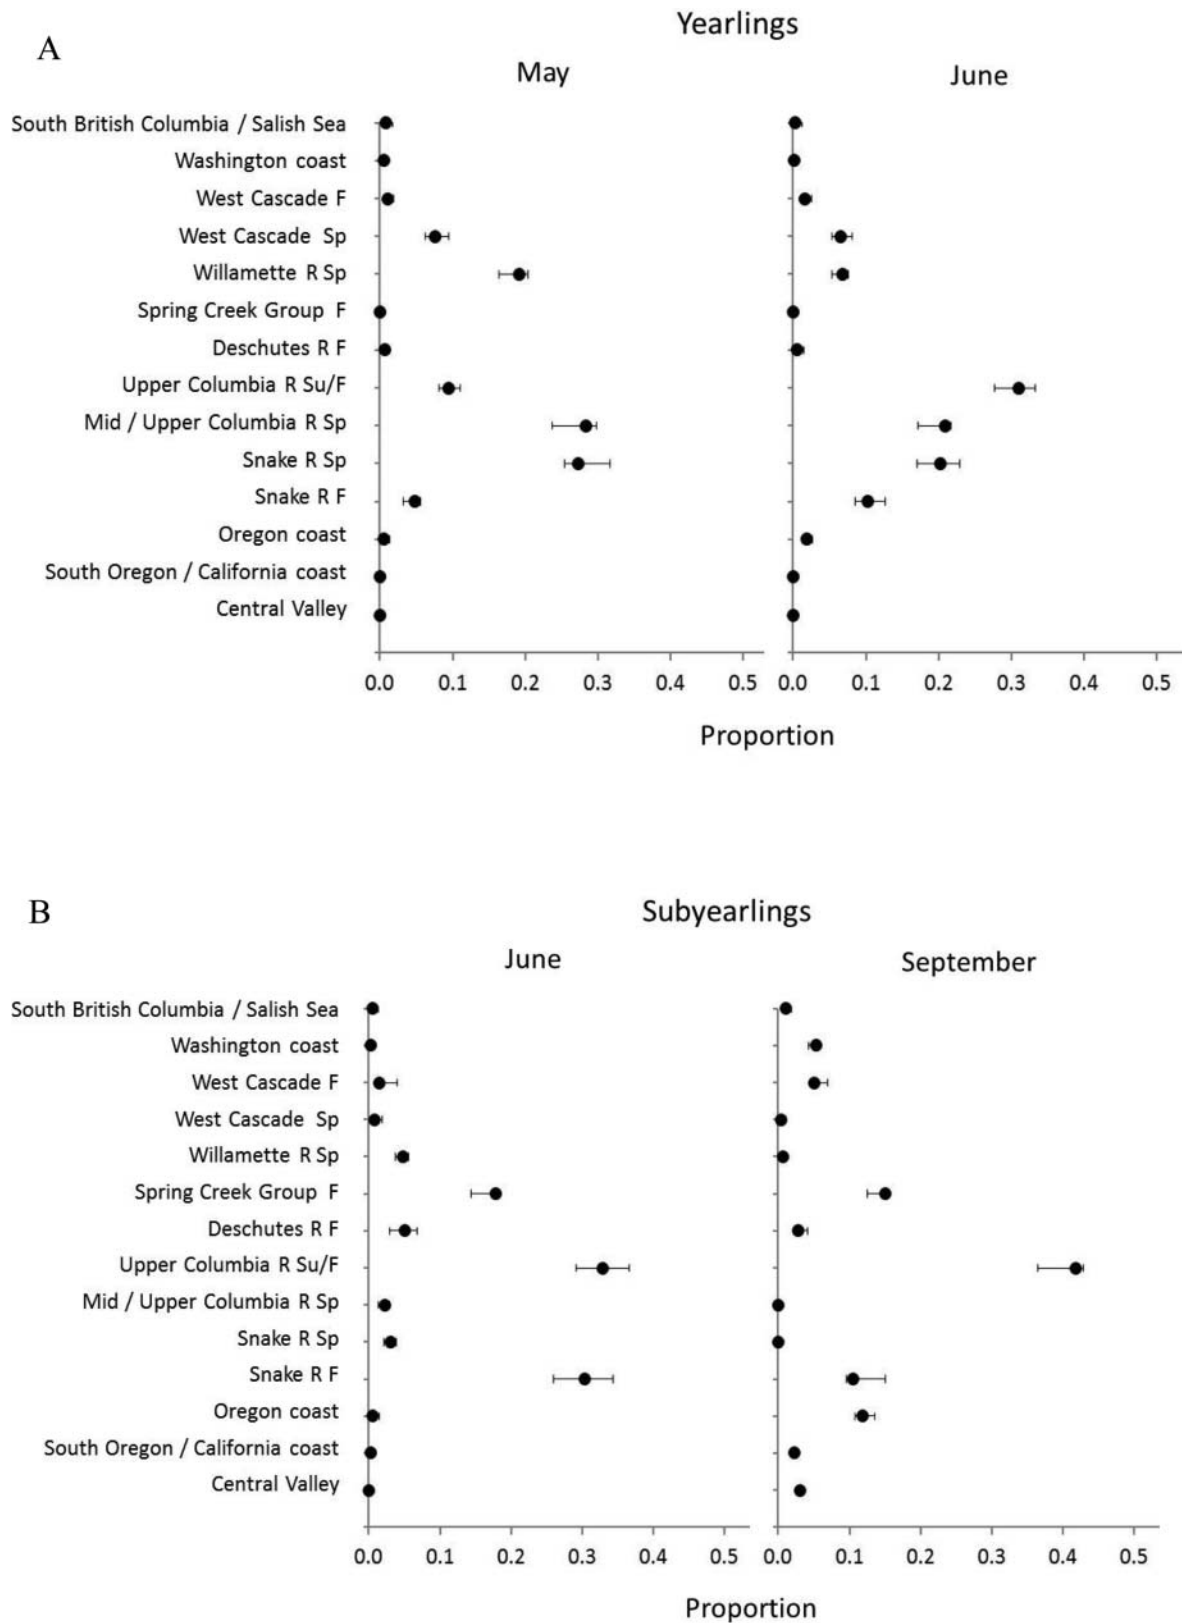 A
Yearlings
May
June
South British Columbia / Salish Sea
Washington coast
West Cascade F
West Cascade Sp
Willamette R Sp
Spring Creek Group F
Deschutes R F
Upper Columbia R Su/F
Mid / Upper Columbia R Sp
Snake R Sp
Snake R F
Oregon coast
South Oregon / California coast
Central Valley
0.0 0.1 0.2 0.3 0.4 0.5
0.0 0.1 0.2 0.3 0.4 0.5
Proportion
B
Subyearlings
June
September
South British Columbia / Salish Sea
Washington coast
West Cascade F
West Cascade Sp
Willamette R Sp
Spring Creek Group F
Deschutes R F
Upper Columbia R Su/F
Mid / Upper Columbia R Sp
Snake R Sp
Snake R F
Oregon coast
South Oregon / California coast
Central Valley
0.0 0.1 0.2 0.3 0.4 0.5
0.0 0.1 0.2 0.3 0.4 0.5
Proportion